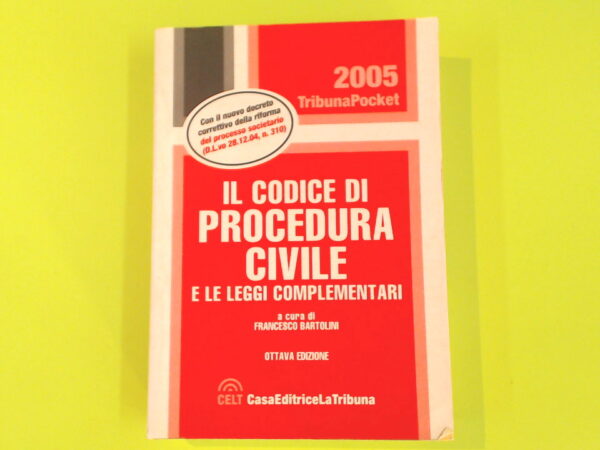 2005
TribunaPocket
Con il nuovo decreto
correttivo della riforma
del processo societario
(D.L.vo 28.12.04, n. 310)
IL CODICE DI
PROCEDURA
CIVILE
E LE LEGGI COMPLEMENTARI
a cura di
FRANCESCO BARTOLINI
OTTAVA EDIZIONE
CELT CasaEditriceLaTribuna